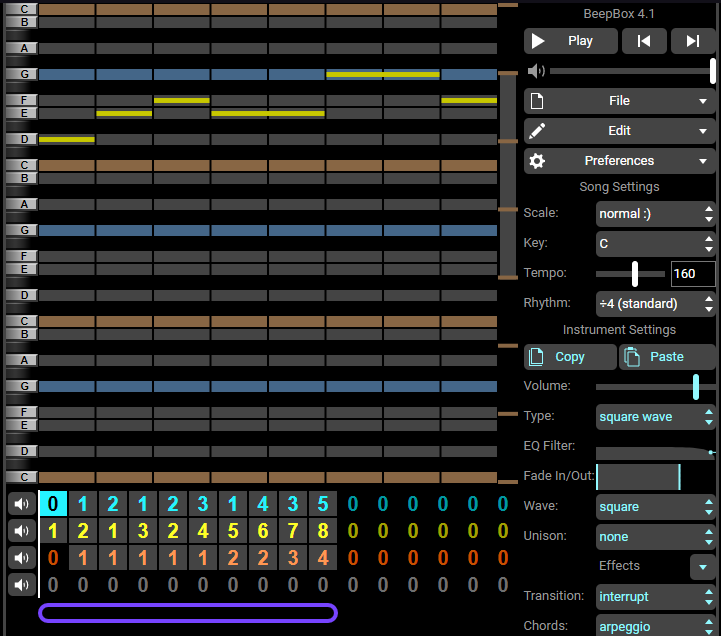 BeepBox 4.1
C
B
Play
A
G
File
F
E
Edit
D
Preferences
C
B
Song Settings
A
Scale: normal :)
G
Key: C
F
E
Tempo: 160
D
Rhythm: ÷4 (standard)
C
B
Instrument Settings
A
Copy Paste
G
Volume:
F
Type: square wave
E
EQ Filter:
D
C
Fade In/Out:
0 1 2 1 2 3 1 4 3 5 0 0 0 0 0 0
Wave: square
1 2 1 3 2 4 5 6 7 8 0 0 0 0 0 0
Unison: none
0 1 1 1 1 1 2 2 3 4 0 0 0 0 0 0
Effects
0 0 0 0 0 0 0 0 0 0 0 0 0 0 0 0
Transition: interrupt
Chords: arpeggio